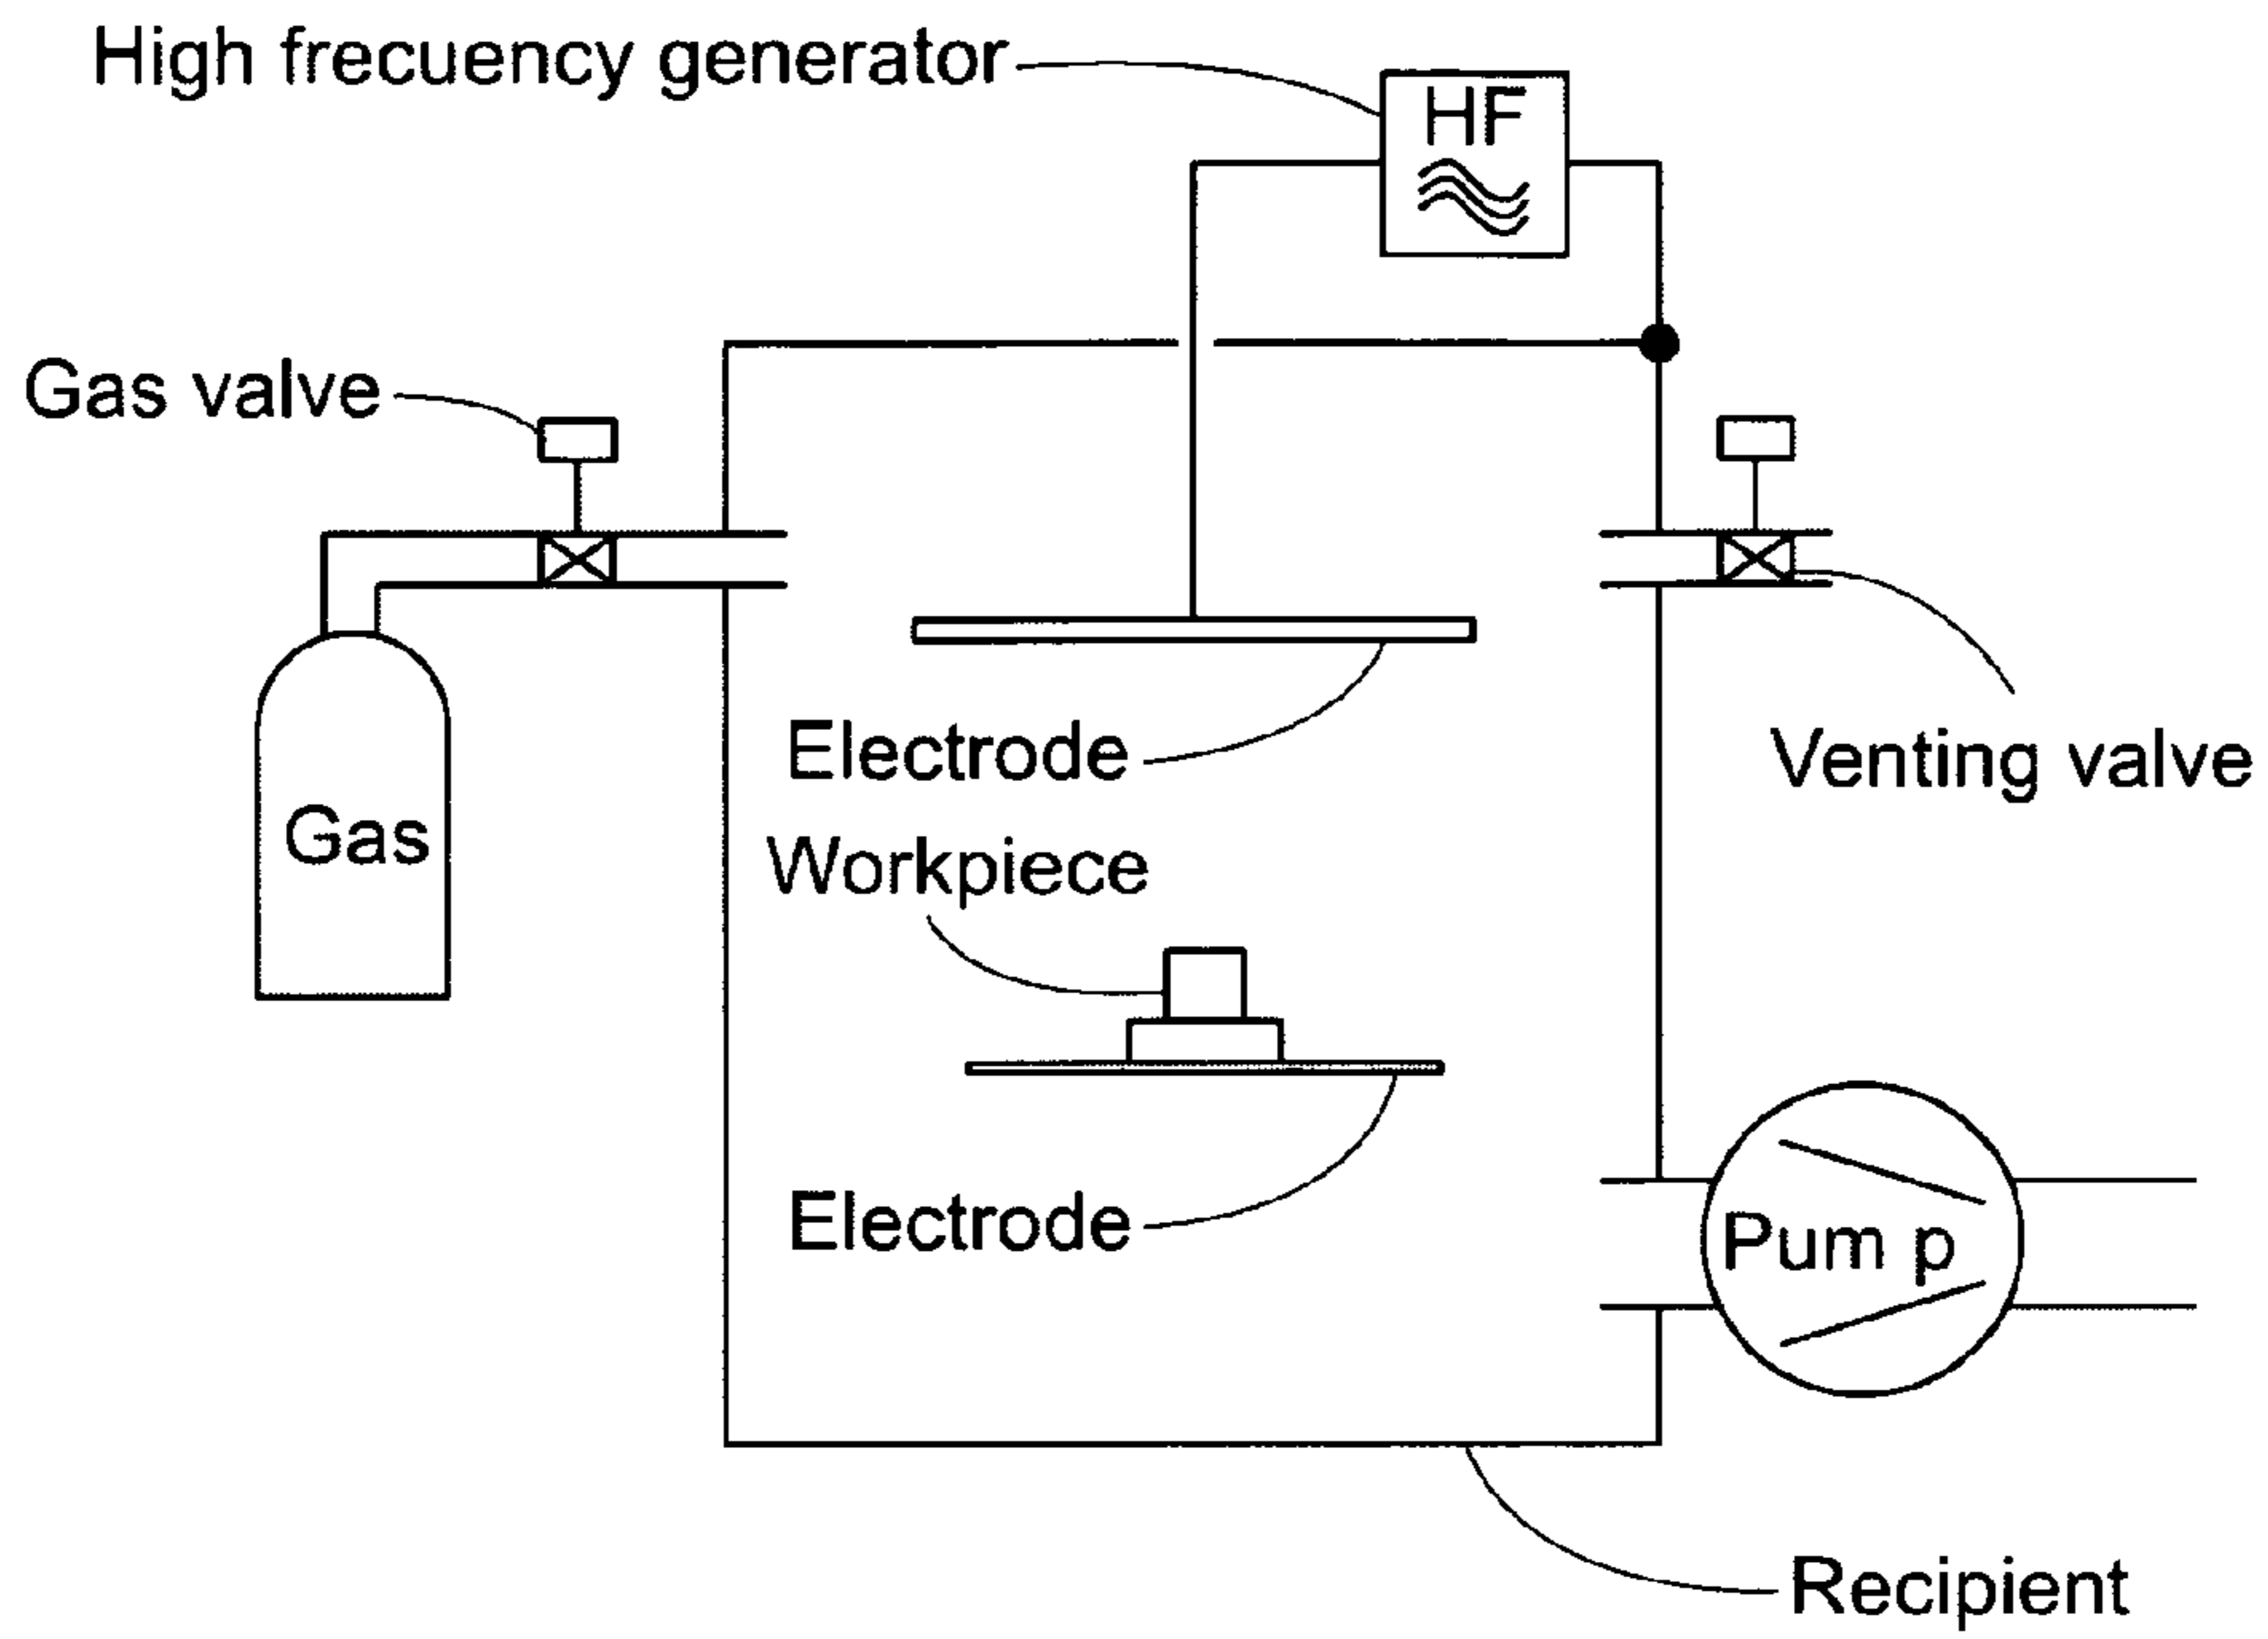 High frecuency generator
HF
Gas valve
Electrode
Venting valve
Gas
Workpiece
Electrode
Pum p
Recipient